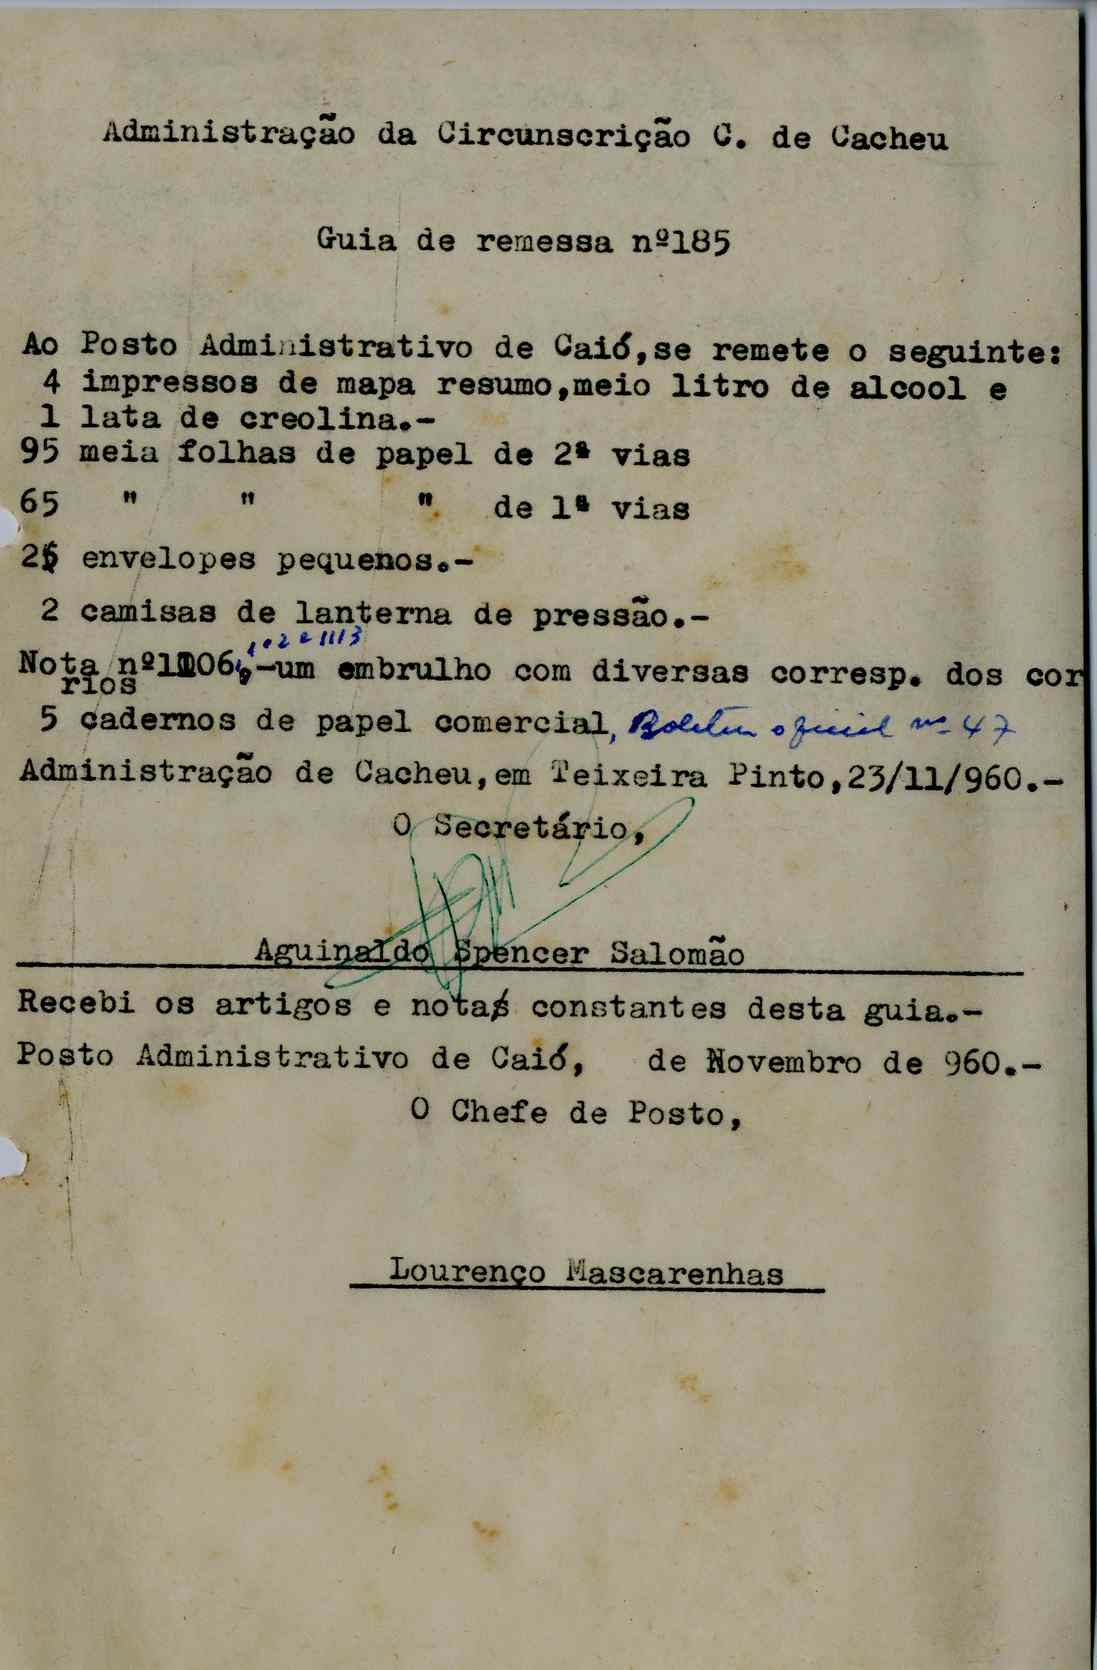 Administração da Circunscrição C. de Cacheu
Guia de remessa nº185
Ao Posto Administrativo de Caió,se remete o seguinte:
4 impressos de mapa resumo,meio litro de alcool e
1 lata de creolina.-
95 meia folhas de papel de 2ª vias
65 " " " de 1ª vias
25 envelopes pequenos.-
2 camisas de lanterna de pressão.-
e 1113
Nota nº1106,-um embrulho com diversas corresp. dos cor
rios
5 cadernos de papel comercial, Boletim oficial nº 47
Administração de Cacheu,em Teixeira Pinto,23/11/960.-
O Secretário,
Aguinaldo Spencer Salomão
Recebi os artigos e notas constantes desta guia.-
Posto Administrativo de Caió, de Novembro de 960.-
O Chefe de Posto,
Lourenço Mascarenhas